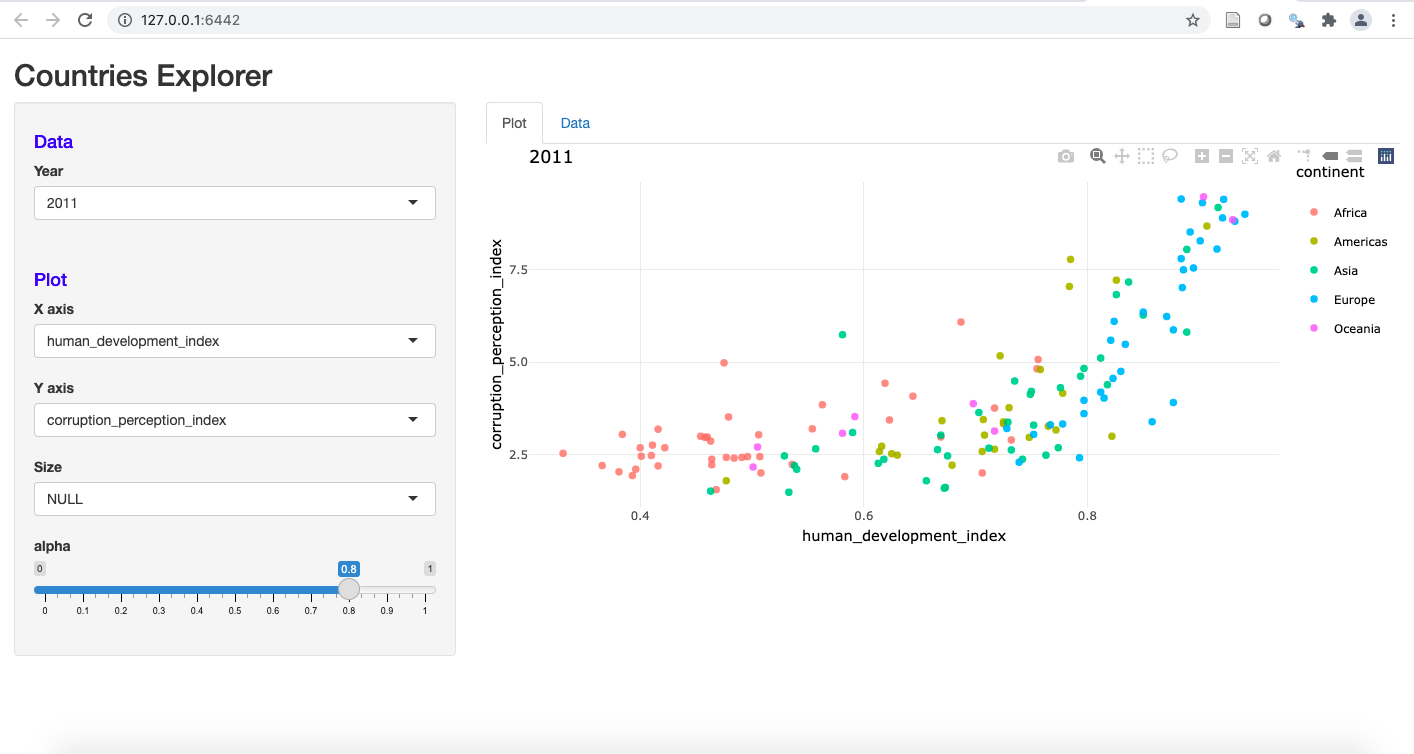 127.0.0.1:6442
Countries Explorer
Data
Year
2011
Plot
X axis
human_development_index
Y axis
corruption_perception_index
Size
NULL
alpha
0 0.8 1
0 0.1 0.2 0.3 0.4 0.5 0.6 0.7 0.8 0.9 1
Plot Data
2011
continent
Africa
Americas
Asia
Europe
Oceania
corruption_perception_index
7.5
5.0
2.5
0.4 0.6 0.8
human_development_index